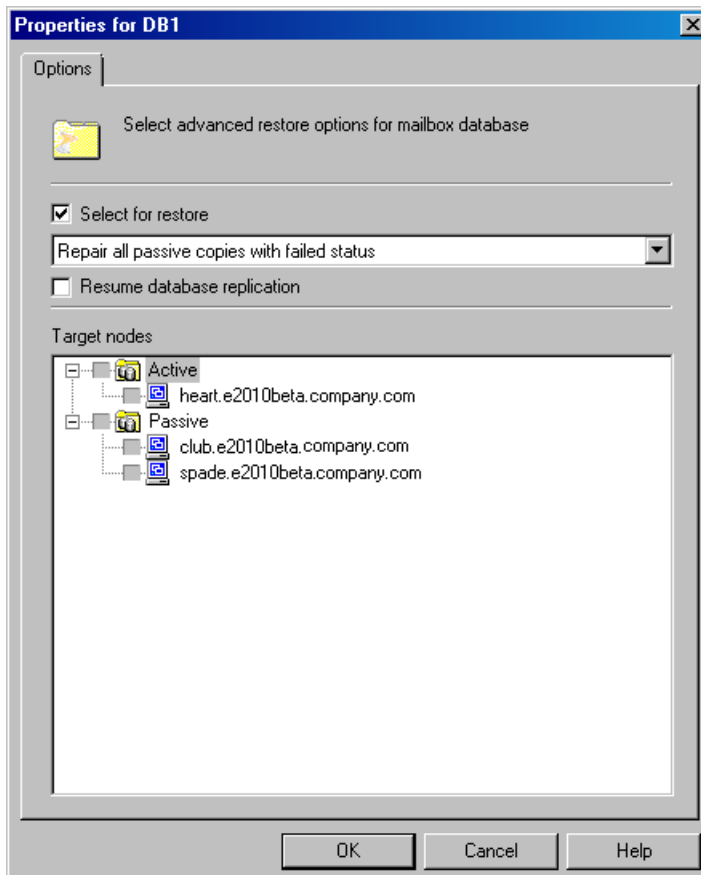 Properties for DB1
Options
Select advanced restore options for mailbox database
Select for restore
Repair all passive copies with failed status
Resume database replication
Target nodes
Active
heart.e2010beta.company.com
Passive
club.e2010beta.company.com
spade.e2010beta.company.com
OK
Cancel
Help